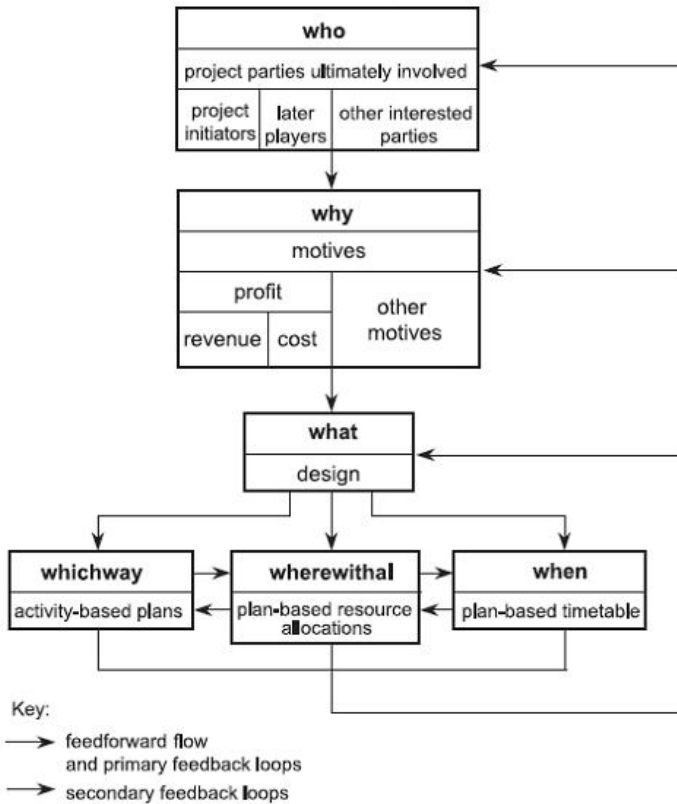 who
project parties ultimately involved
project
initiators
later
players
other interested
parties
why
motives
profit
revenue
cost
other
motives
what
design
whichway
activity-based plans
wherewithal
plan-based resource
allocations
when
plan-based timetable
Key:
feedforward flow
and primary feedback loops
secondary feedback loops